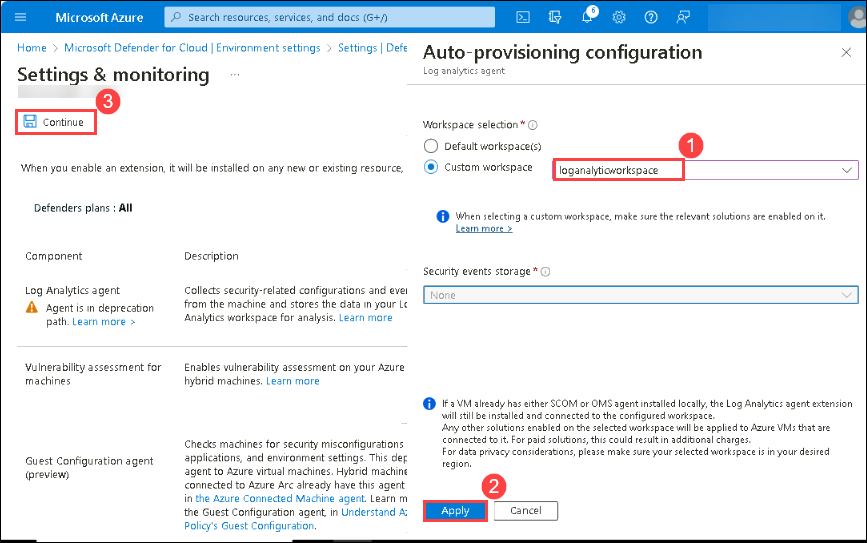 Microsoft Azure
Search resources, services, and docs (G+/)
6
Home > Microsoft Defender for Cloud | Environment settings > Settings | Defe
Settings & monitoring
...
3
Continue
When you enable an extension, it will be installed on any new or existing resource,
Defenders plans : All
Component Description
Log Analytics agent
Agent is in deprecation
path. Learn more >
Collects security-related configurations and eve
from the machine and stores the data in your Lo
Analytics workspace for analysis. Learn more
Vulnerability assessment for
machines
Enables vulnerability assessment on your Azure
hybrid machines. Learn more
Guest Configuration agent
(preview)
Checks machines for security misconfigurations
applications, and environment settings. This dep
agent to Azure virtual machines. Hybrid machine
connected to Azure Arc already have this agent
in the Azure Connected Machine agent. Learn m
the Guest Configuration agent, in Understand Az
Policy's Guest Configuration.
Auto-provisioning configuration
Log analytics agent
Workspace selection *
Default workspace(s)
1
Custom workspace
loganalyticworkspace
When selecting a custom workspace, make sure the relevant solutions are enabled on it.
Learn more >
Security events storage *
None
If a VM already has either SCOM or OMS agent installed locally, the Log Analytics agent extension
will still be installed and connected to the configured workspace.
Any other solutions enabled on the selected workspace will be applied to Azure VMs that are
connected to it. For paid solutions, this could result in additional charges.
For data privacy considerations, please make sure your selected workspace is in your desired
region.
2
Apply
Cancel